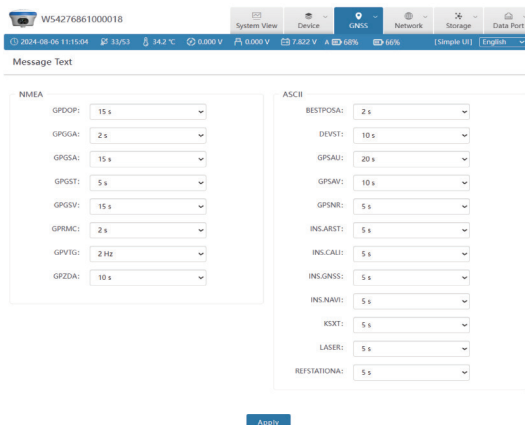 W54276861000018
System View
Device
GNSS
Network
Storage
Data Port
2024-08-06 11:15:04 33/53 34.2 ℃ 0.000 V 0.000 V 7.822 V A 68% 66% [Simple UI] English
Message Text
NMEA
GPDOP: 15 s
GPGGA: 2 s
GPGSA: 15 s
GPGST: 5 s
GPGSV: 15 s
GPRMC: 2 s
GPVTG: 2 Hz
GPZDA: 10 s
ASCII
BESTPOSA: 2 s
DEVST: 10 s
GPSAU: 20 s
GPSAV: 10 s
GPSNR: 5 s
INS.ARST: 5 s
INS.CALI: 5 s
INS.GNSS: 5 s
INS.NAVI: 5 s
KSXT: 5 s
LASER: 5 s
REFSTATIONA: 5 s
Apply